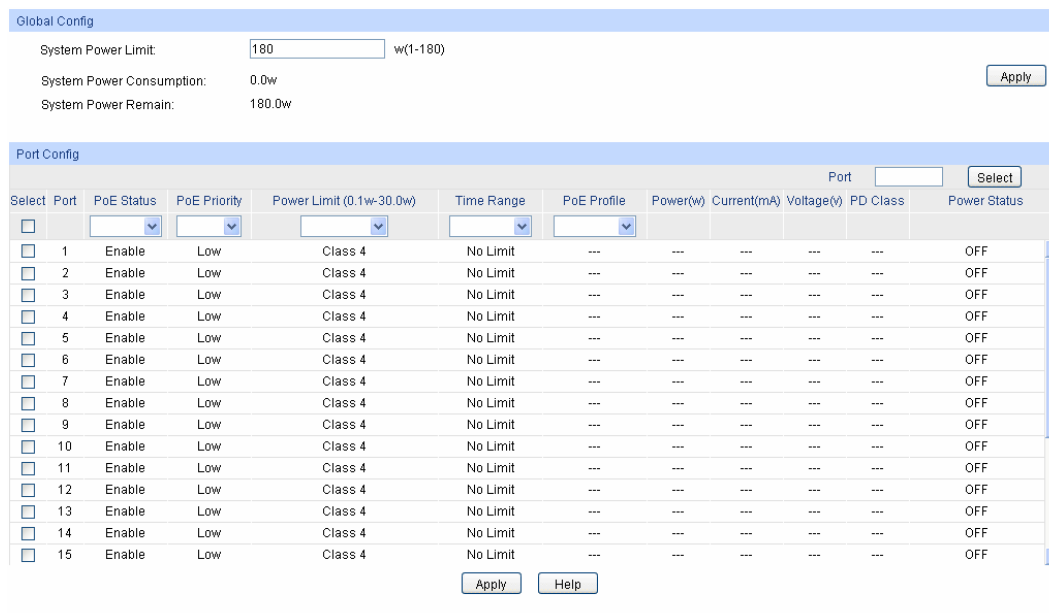 Global Config
System Power Limit: 180 w(1-180)
System Power Consumption: 0.0w
Apply
System Power Remain: 180.0w
Port Config
Port Select
Select Port PoE Status PoE Priority Power Limit (0.1w-30.0w) Time Range PoE Profile Power(w) Current(mA) Voltage(v) PD Class Power Status
1 Enable Low Class 4 No Limit --- --- --- --- --- OFF
2 Enable Low Class 4 No Limit --- --- --- --- --- OFF
3 Enable Low Class 4 No Limit --- --- --- --- --- OFF
4 Enable Low Class 4 No Limit --- --- --- --- --- OFF
5 Enable Low Class 4 No Limit --- --- --- --- --- OFF
6 Enable Low Class 4 No Limit --- --- --- --- --- OFF
7 Enable Low Class 4 No Limit --- --- --- --- --- OFF
8 Enable Low Class 4 No Limit --- --- --- --- --- OFF
9 Enable Low Class 4 No Limit --- --- --- --- --- OFF
10 Enable Low Class 4 No Limit --- --- --- --- --- OFF
11 Enable Low Class 4 No Limit --- --- --- --- --- OFF
12 Enable Low Class 4 No Limit --- --- --- --- --- OFF
13 Enable Low Class 4 No Limit --- --- --- --- --- OFF
14 Enable Low Class 4 No Limit --- --- --- --- --- OFF
15 Enable Low Class 4 No Limit --- --- --- --- --- OFF
Apply Help